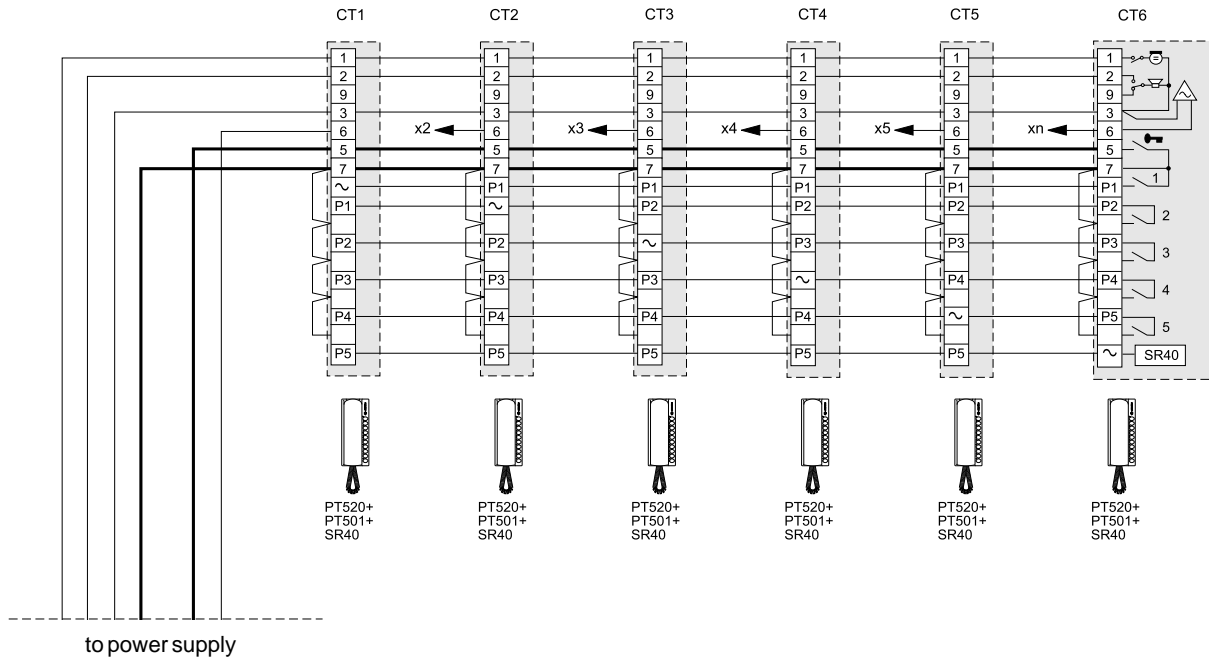 CT1 CT2 CT3 CT4 CT5 CT6
1 1 1 1 1 1
2 2 2 2 2 2
9 9 9 9 9 9
3 3 3 3 3 3
6 x2 6 x3 6 x4 6 x5 6 xn 6
5 5 5 5 5 5
7 7 7 7 7 7
~ P1 P1 P1 P1 P1 1
P1 ~ P2 P2 P2 P2 2
P2 P2 ~ P3 P3 P3 3
P3 P3 P3 ~ P4 P4 4
P4 P4 P4 P4 ~ P5 5
P5 P5 P5 P5 P5 ~ SR40
PT520+ PT520+ PT520+ PT520+ PT520+ PT520+
PT501+ PT501+ PT501+ PT501+ PT501+ PT501+
SR40 SR40 SR40 SR40 SR40 SR40
to power supply